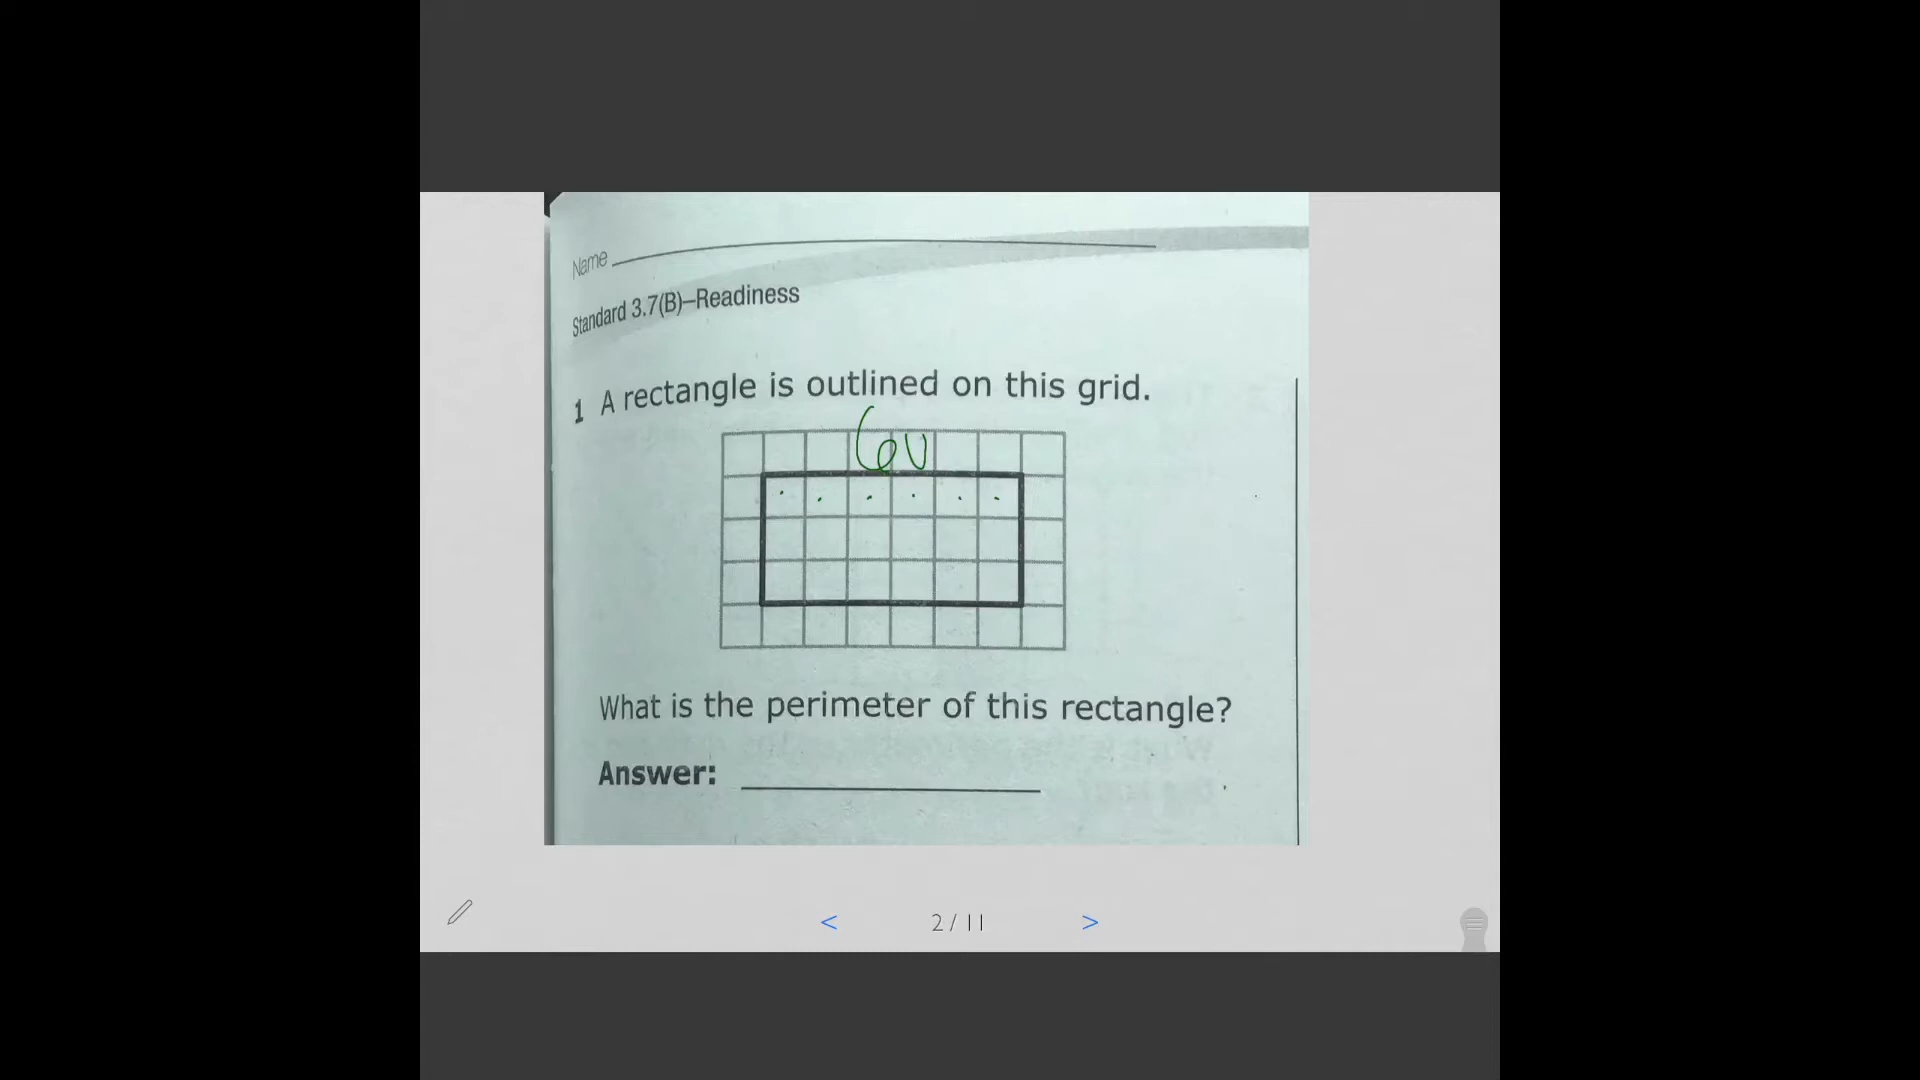 Name
Standard 3.7(B)–Readiness
1 A rectangle is outlined on this grid.
6u
What is the perimeter of this rectangle?
Answer:
< 2/11 >